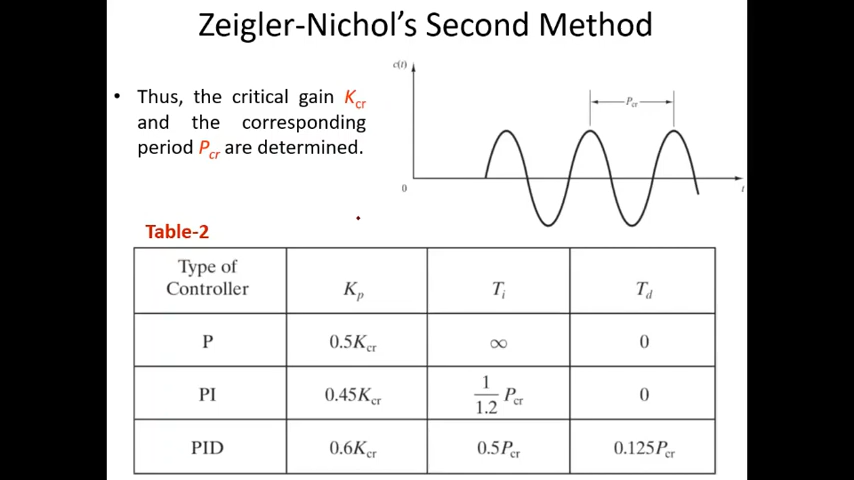 Zeigler-Nichol's Second Method
• Thus, the critical gain Kcr
and the corresponding
period Pcr are determined.
c(t)
Pcr
0
t
Table-2
Type of
Controller
Kp
Ti
Td
P
0.5Kcr
∞
0
PI
0.45Kcr
1
1.2 Pcr
0
PID
0.6Kcr
0.5Pcr
0.125Pcr